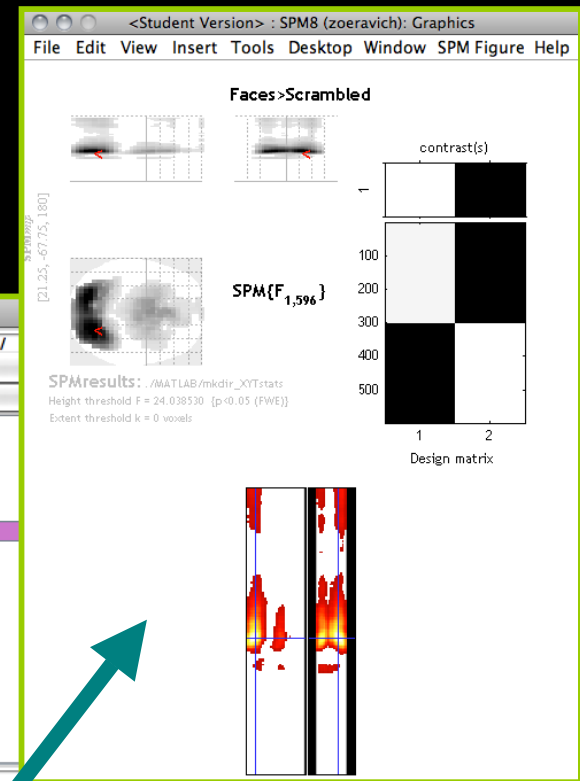 <Student Version> : SPM8 (zoeravich): Graphics
File Edit View Insert Tools Desktop Window SPM Figure Help
Faces>Scrambled
SPMmip
[21.25, -67.75, 180]
<
<
<
SPM{F1,596}
contrast(s)
1
100
200
300
400
500
1 2
Design matrix
SPMresults: ./MATLAB/mkdir_XYTstats
Height threshold F = 24.038530 {p<0.05 (FWE)}
Extent threshold k = 0 voxels